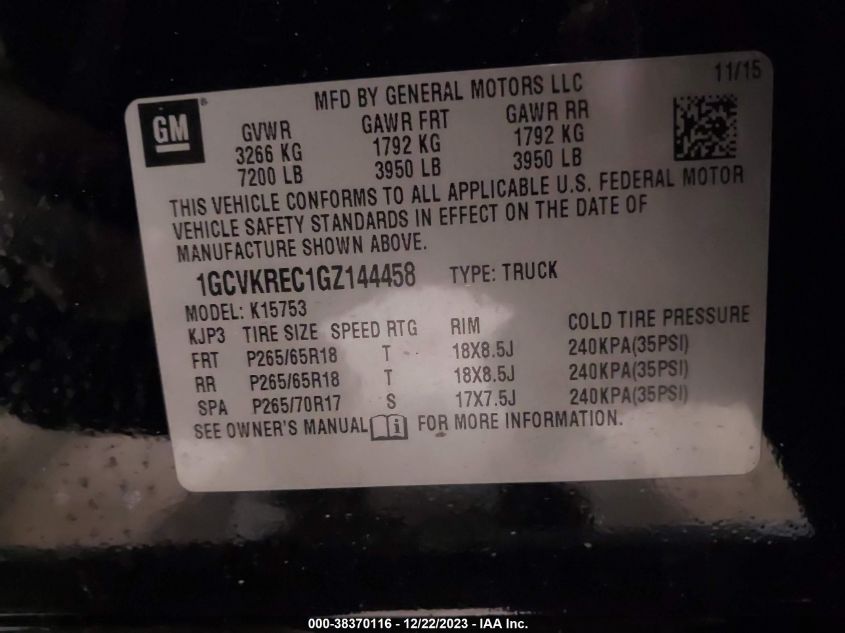 11/15
MFD BY GENERAL MOTORS LLC
GM®
GVWR GAWR FRT GAWR RR
3266 KG 1792 KG 1792 KG
7200 LB 3950 LB 3950 LB
THIS VEHICLE CONFORMS TO ALL APPLICABLE U.S. FEDERAL MOTOR
VEHICLE SAFETY STANDARDS IN EFFECT ON THE DATE OF
MANUFACTURE SHOWN ABOVE.
1GCVKREC1GZ144458 TYPE: TRUCK
MODEL: K15753
KJP3 TIRE SIZE SPEED RTG RIM COLD TIRE PRESSURE
FRT P265/65R18 T 18X8.5J 240KPA(35PSI)
RR P265/65R18 T 18X8.5J 240KPA(35PSI)
SPA P265/70R17 S 17X7.5J 240KPA(35PSI)
SEE OWNER'S MANUAL i FOR MORE INFORMATION.
000-38370116 - 12/22/2023 - IAA Inc.